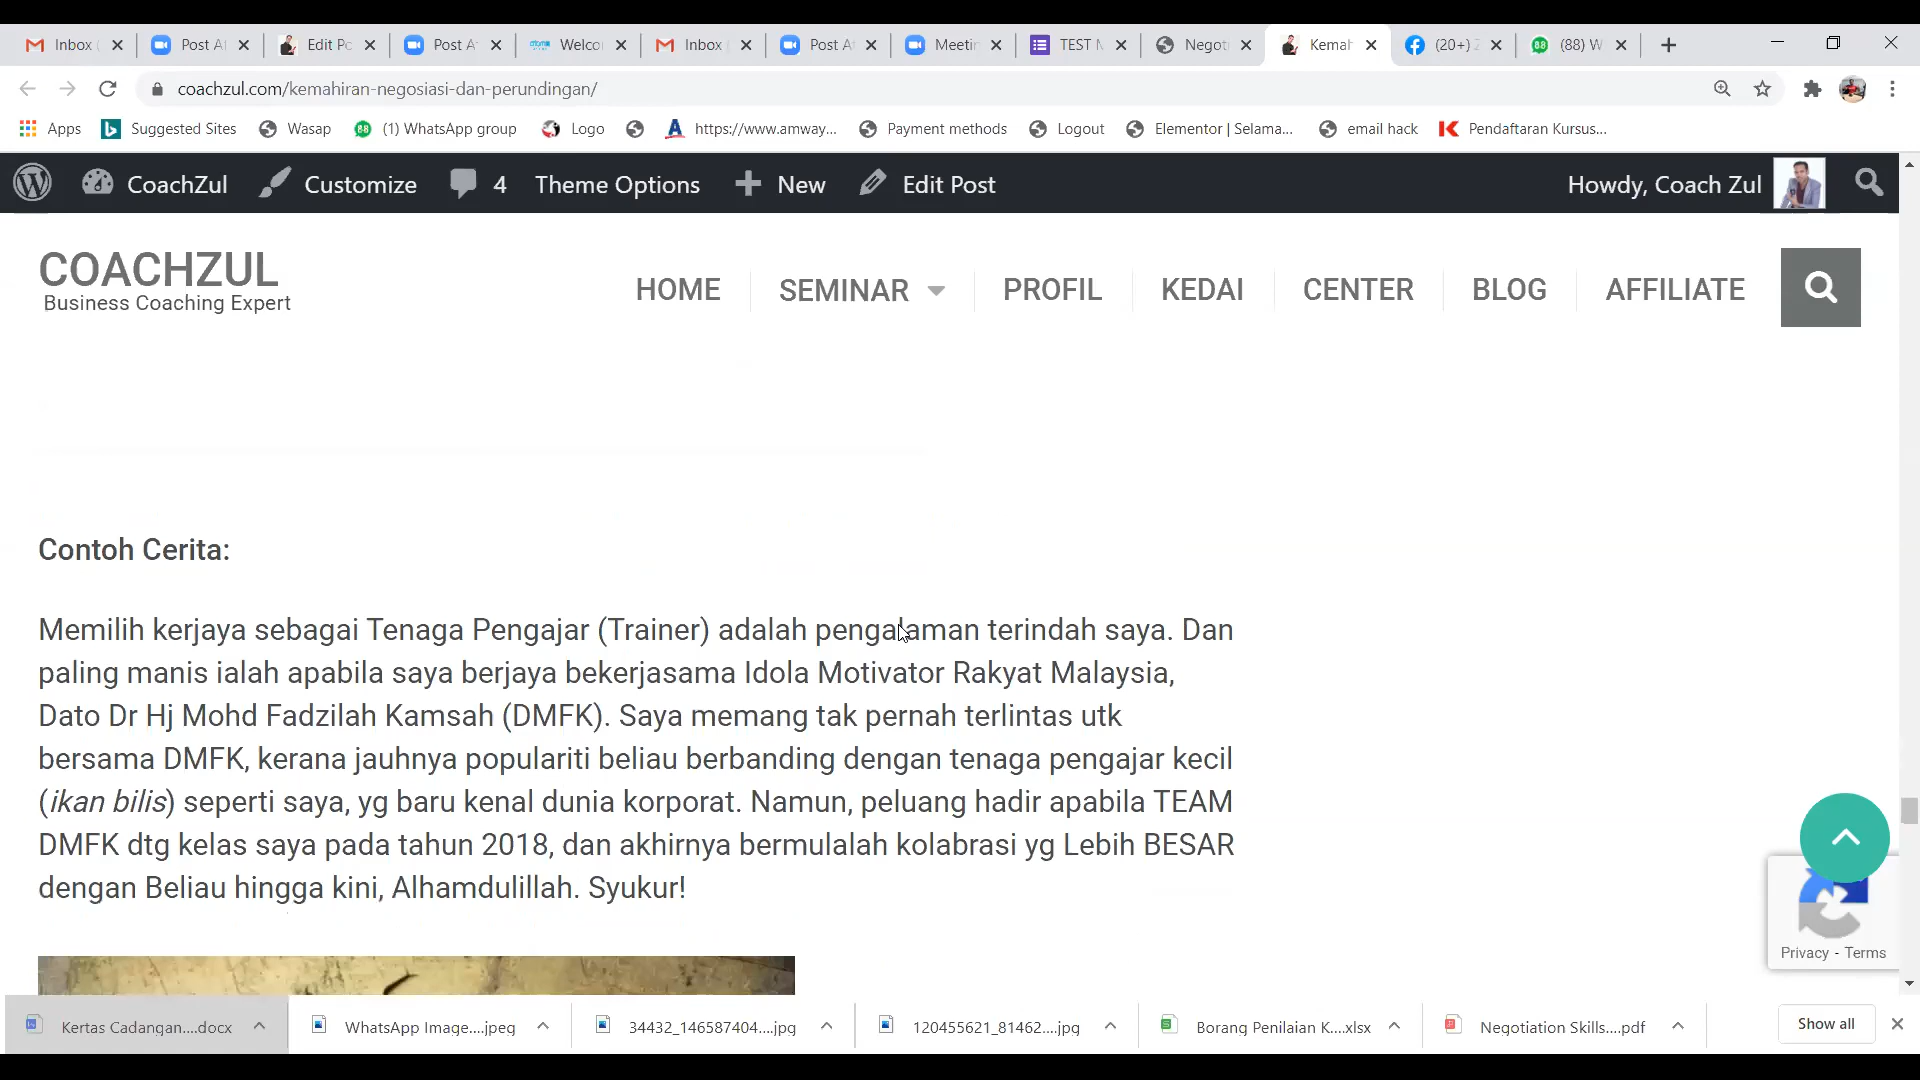 Inbox
Post A
Edit Po
Post A
Welco
Inbox
Post A
Meetin
TEST
Negot
Kemah
(20+)
(88) W
coachzul.com/kemahiran-negosiasi-dan-perundingan/
Apps
Suggested Sites
Wasap
(1) WhatsApp group
Logo
https://www.amway...
Payment methods
Logout
Elementor | Selama...
email hack
Pendaftaran Kursus...
CoachZul
Customize
4
Theme Options
New
Edit Post
Howdy, Coach Zul
COACHZUL
Business Coaching Expert
HOME
SEMINAR
PROFIL
KEDAI
CENTER
BLOG
AFFILIATE
Contoh Cerita:
Memilih kerjaya sebagai Tenaga Pengajar (Trainer) adalah pengalaman terindah saya. Dan
paling manis ialah apabila saya berjaya bekerjasama Idola Motivator Rakyat Malaysia,
Dato Dr Hj Mohd Fadzilah Kamsah (DMFK). Saya memang tak pernah terlintas utk
bersama DMFK, kerana jauhnya populariti beliau berbanding dengan tenaga pengajar kecil
(ikan bilis) seperti saya, yg baru kenal dunia korporat. Namun, peluang hadir apabila TEAM
DMFK dtg kelas saya pada tahun 2018, dan akhirnya bermulalah kolabrasi yg Lebih BESAR
dengan Beliau hingga kini, Alhamdulillah. Syukur!
Privacy - Terms
Kertas Cadangan....docx
WhatsApp Image....jpeg
34432_146587404....jpg
120455621_81462....jpg
Borang Penilaian K....xlsx
Negotiation Skills....pdf
Show all